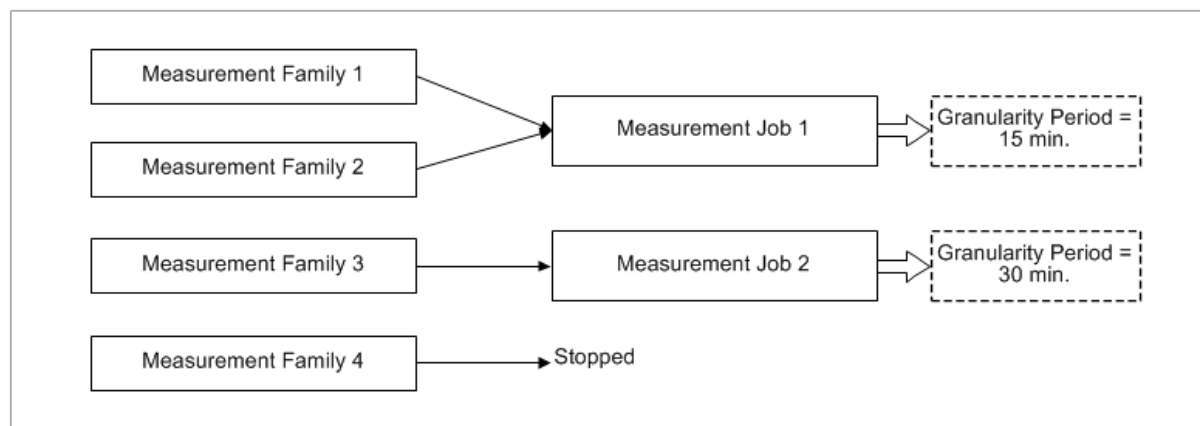 Measurement Family 1
Measurement Family 2
Measurement Job 1
Granularity Period =
15 min.
Measurement Family 3
Measurement Job 2
Granularity Period =
30 min.
Measurement Family 4
Stopped